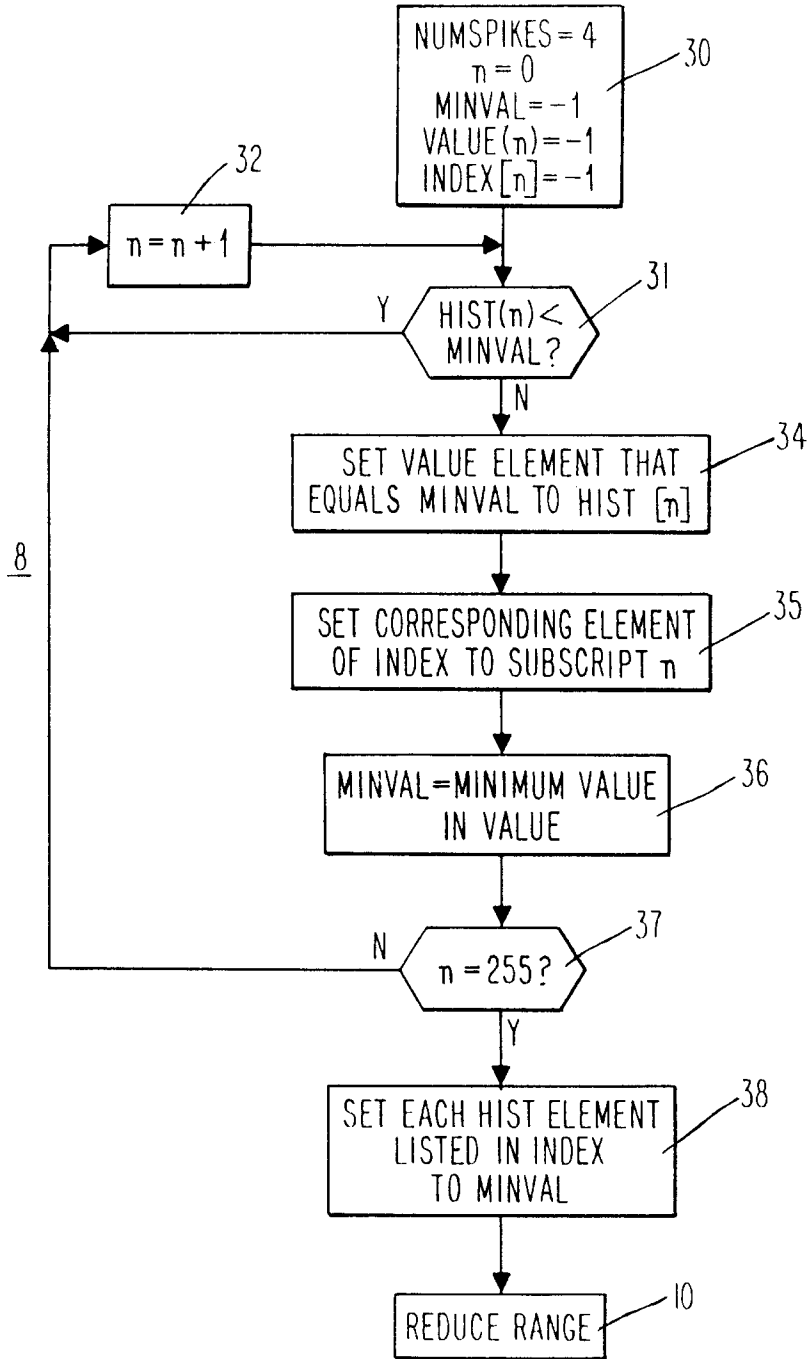 NUMSPIKES = 4
n = 0
MINVAL = -1
VALUE(n) = -1
INDEX[n] = -1
30
32
n = n + 1
31
HIST(n) <
MINVAL?
Y
N
34
SET VALUE ELEMENT THAT
EQUALS MINVAL TO HIST [n]
8
35
SET CORRESPONDING ELEMENT
OF INDEX TO SUBSCRIPT n
36
MINVAL=MINIMUM VALUE
IN VALUE
37
N
n = 255?
Y
38
SET EACH HIST ELEMENT
LISTED IN INDEX
TO MINVAL
10
REDUCE RANGE